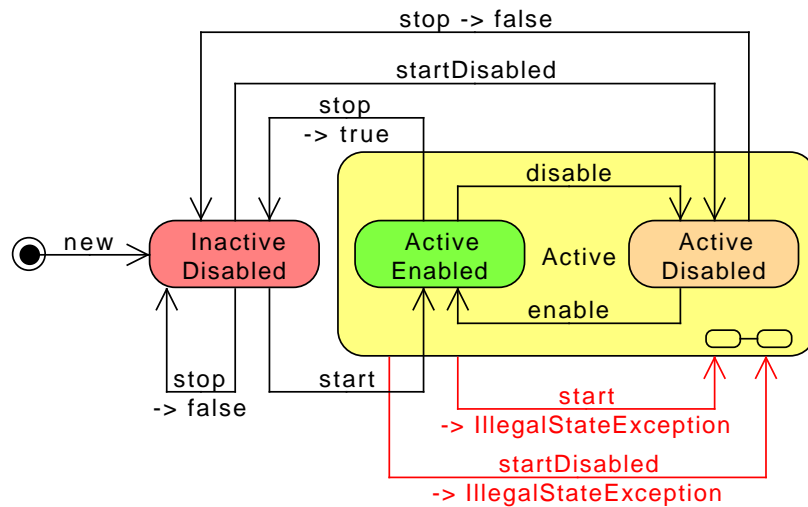 stop -> false
startDisabled
stop
-> true
disable
new
Inactive
Disabled
Active
Enabled
Active
Active
Disabled
enable
stop
-> false
start
start
-> IllegalStateException
startDisabled
-> IllegalStateException